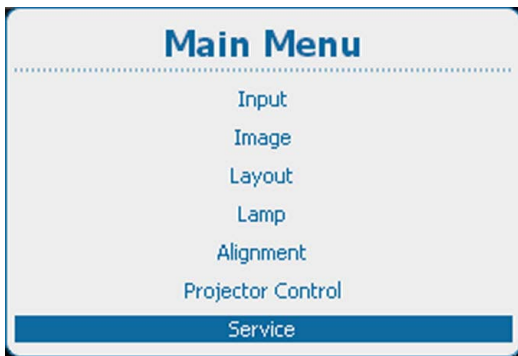 Main Menu
Input
Image
Layout
Lamp
Alignment
Projector Control
Service